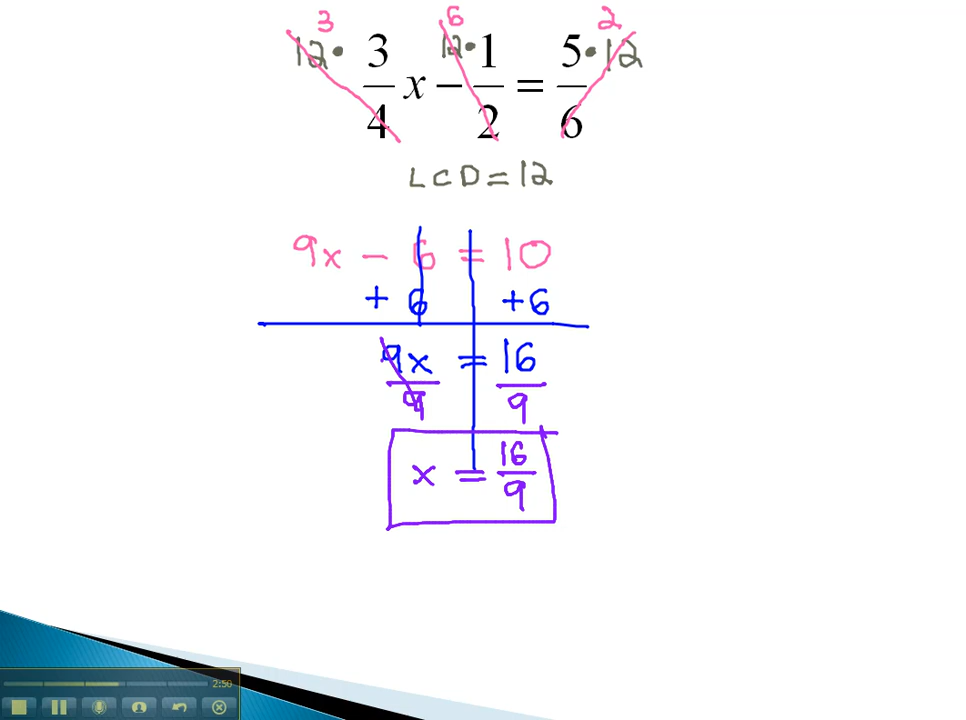 3 6 2
12• 3/4 x − 12• 1/2 = 5/6 •12
LCD=12
9x − 6 = 10
+ 6 +6
9x = 16
9 9
x = 16/9
2:50